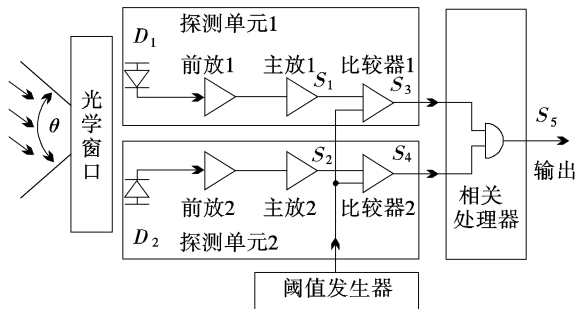 探测单元1
D1
前放1
主放1
S1
比较器1
S3
光学窗口
θ
S2
S4
S5
输出
前放2
主放2
比较器2
D2
探测单元2
相关
处理器
阈值发生器